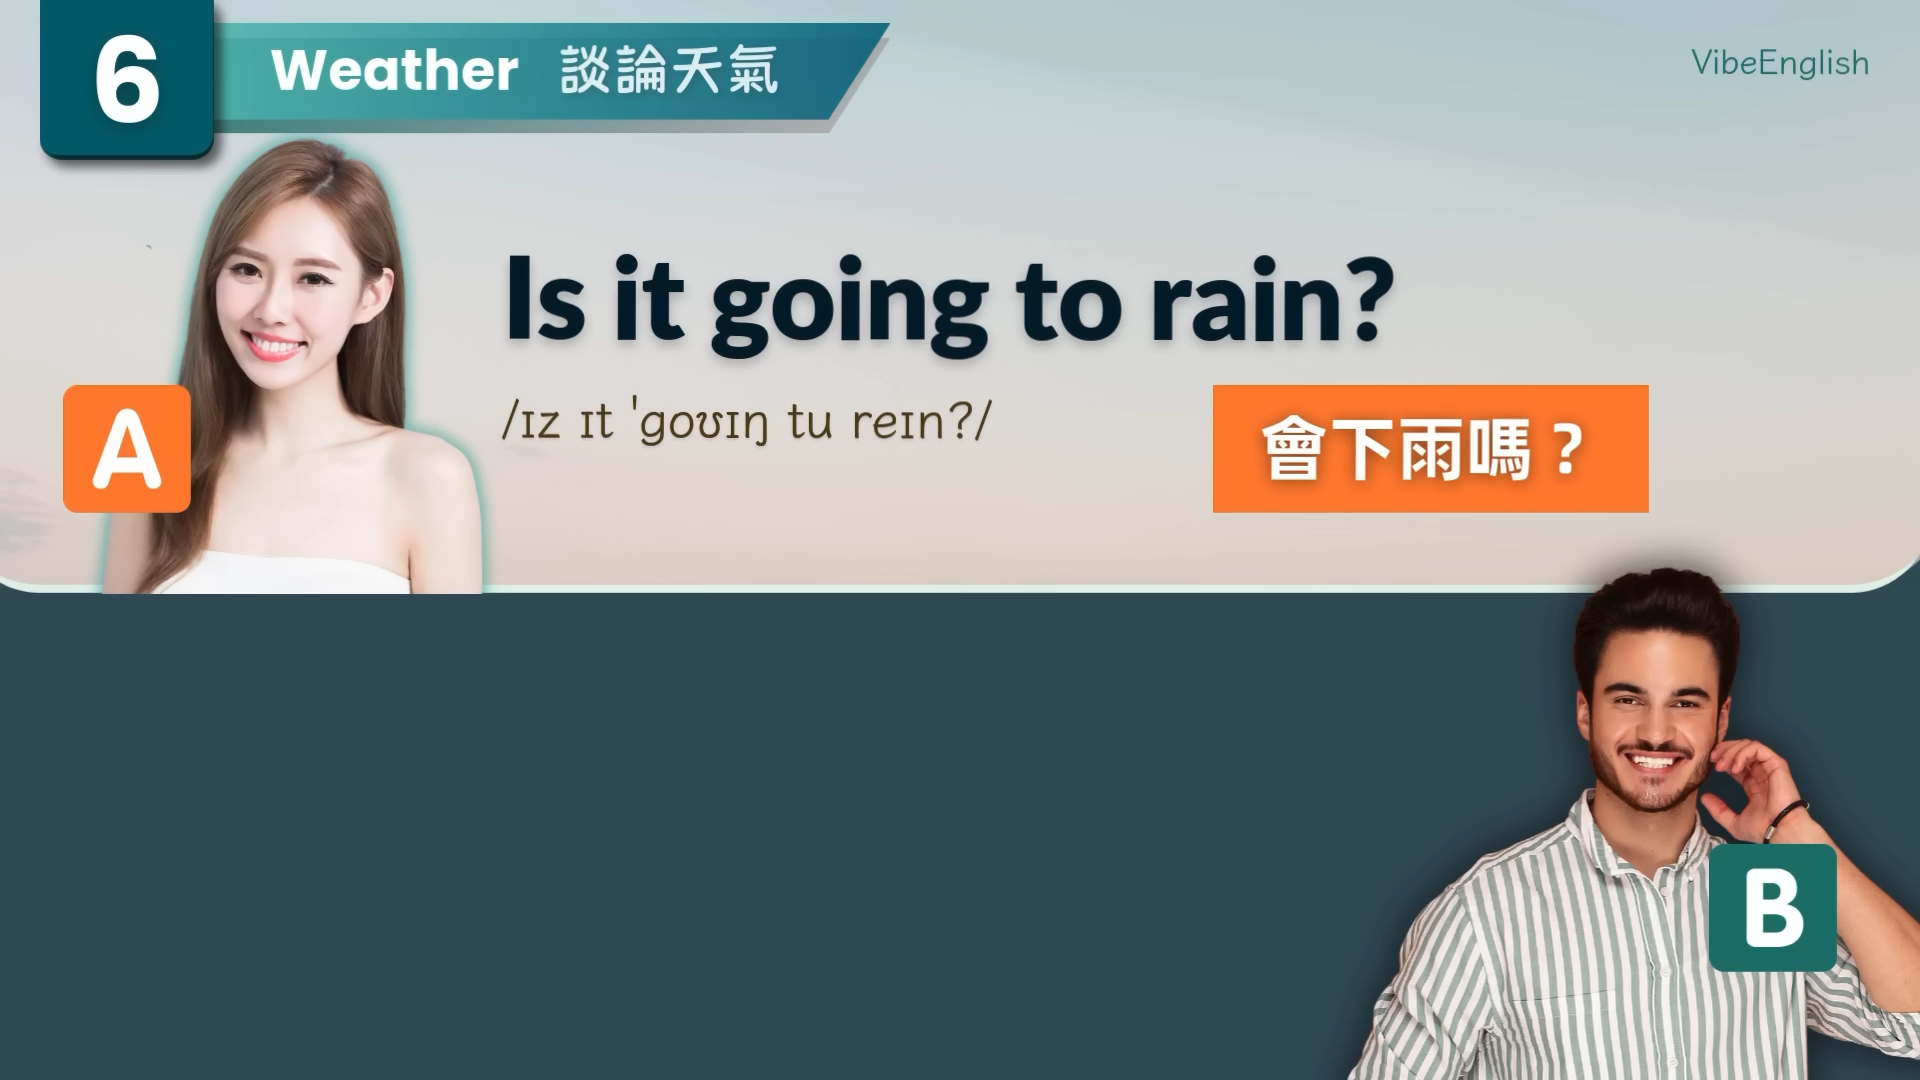 6
Weather 談論天氣
VibeEnglish
Is it going to rain?
/ɪz ɪt ˈɡoʊɪŋ tu reɪn?/
會下雨嗎？
A
B